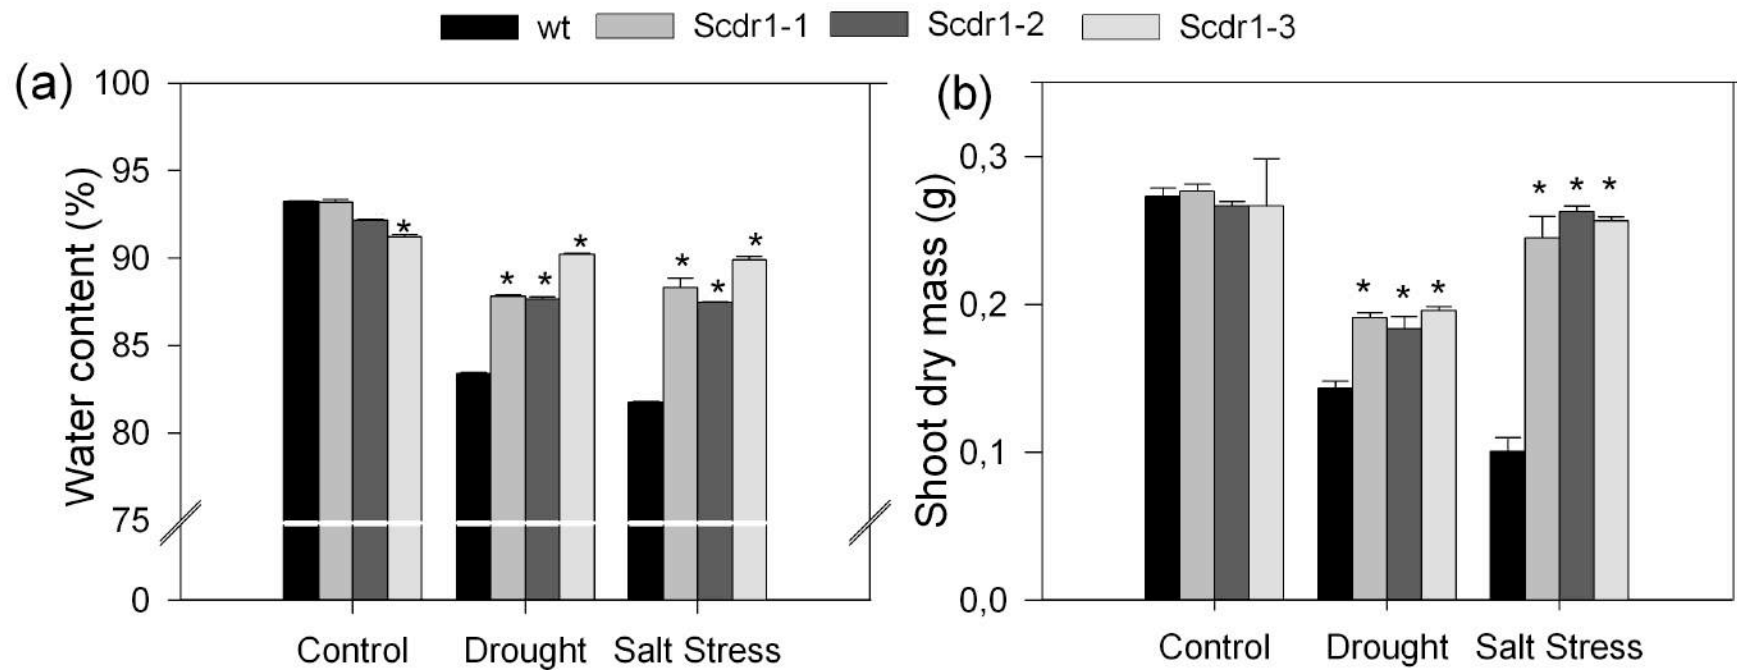 wt Scdr1-1 Scdr1-2 Scdr1-3
(a)
Water content (%)
100
95
90
85
80
75
0
* * * * * * *
Control Drought Salt Stress
(b)
Shoot dry mass (g)
0,3
0,2
0,1
0,0
* * * * * *
Control Drought Salt Stress